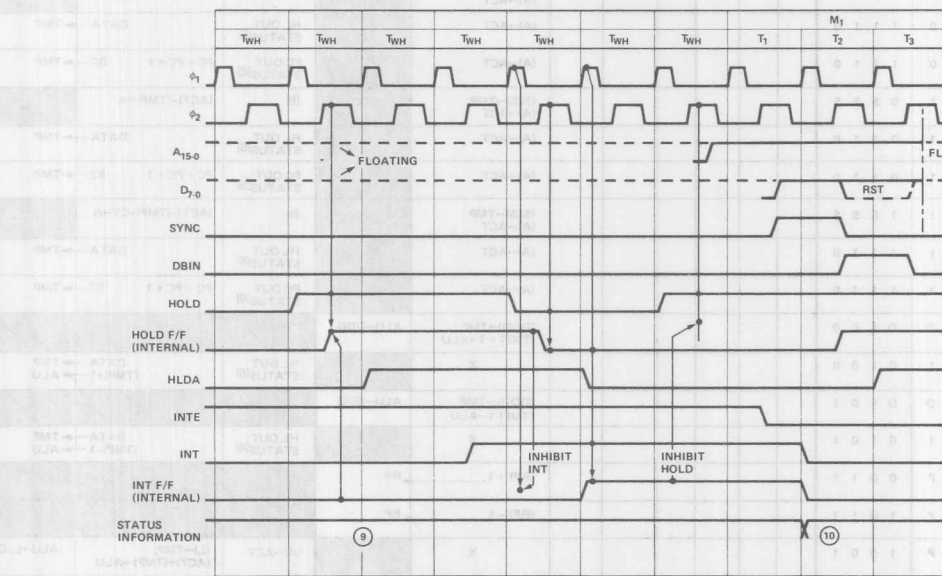 M1
TWH TWH TWH TWH TWH TWH TWH T1 T2 T3
φ1
φ2
A15-0
FLOATING
FL
D7-0
RST
SYNC
DBIN
HOLD
HOLD F/F
(INTERNAL)
HLDA
INTE
INT
INHIBIT
INT
INHIBIT
HOLD
INT F/F
(INTERNAL)
STATUS
INFORMATION
9
10